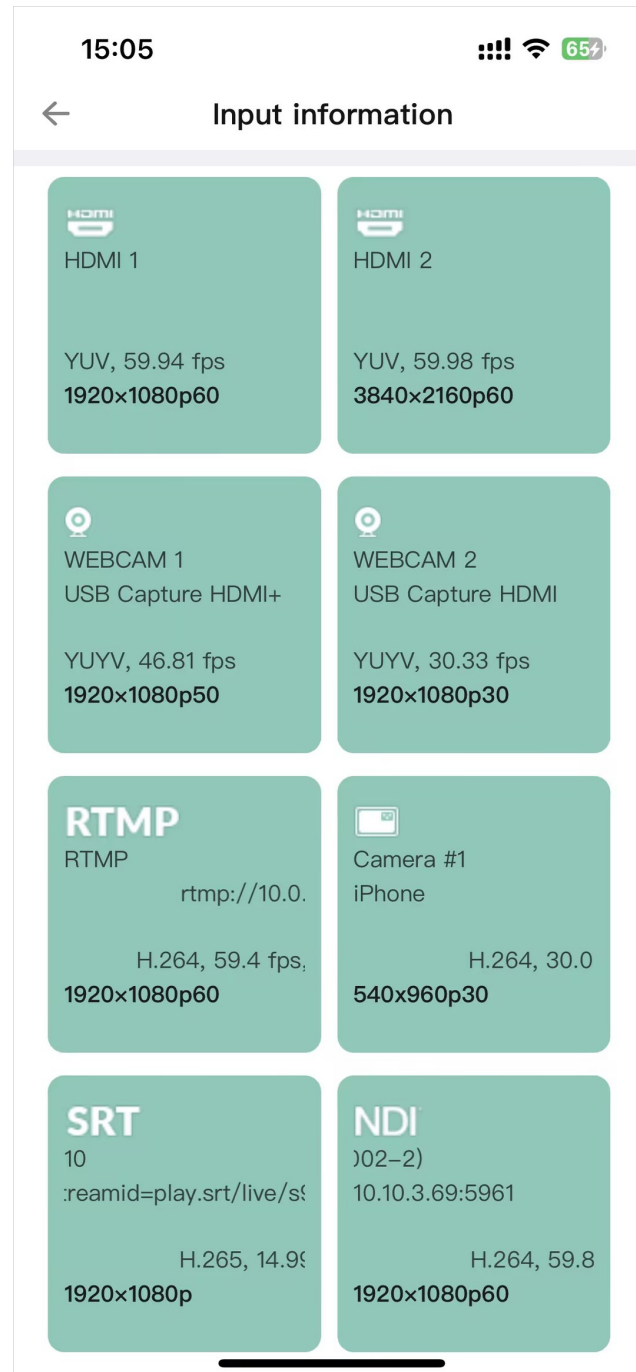 15:05
65
Input information
HDMI
HDMI 1
YUV, 59.94 fps
1920×1080p60
HDMI
HDMI 2
YUV, 59.98 fps
3840×2160p60
WEBCAM 1
USB Capture HDMI+
YUYV, 46.81 fps
1920×1080p50
WEBCAM 2
USB Capture HDMI
YUYV, 30.33 fps
1920×1080p30
RTMP
RTMP
rtmp://10.0.
H.264, 59.4 fps,
1920×1080p60
Camera #1
iPhone
H.264, 30.0
540x960p30
SRT
10
treamid=play.srt/live/s
H.265, 14.9
1920×1080p
NDI
002-2)
10.10.3.69:5961
H.264, 59.8
1920×1080p60